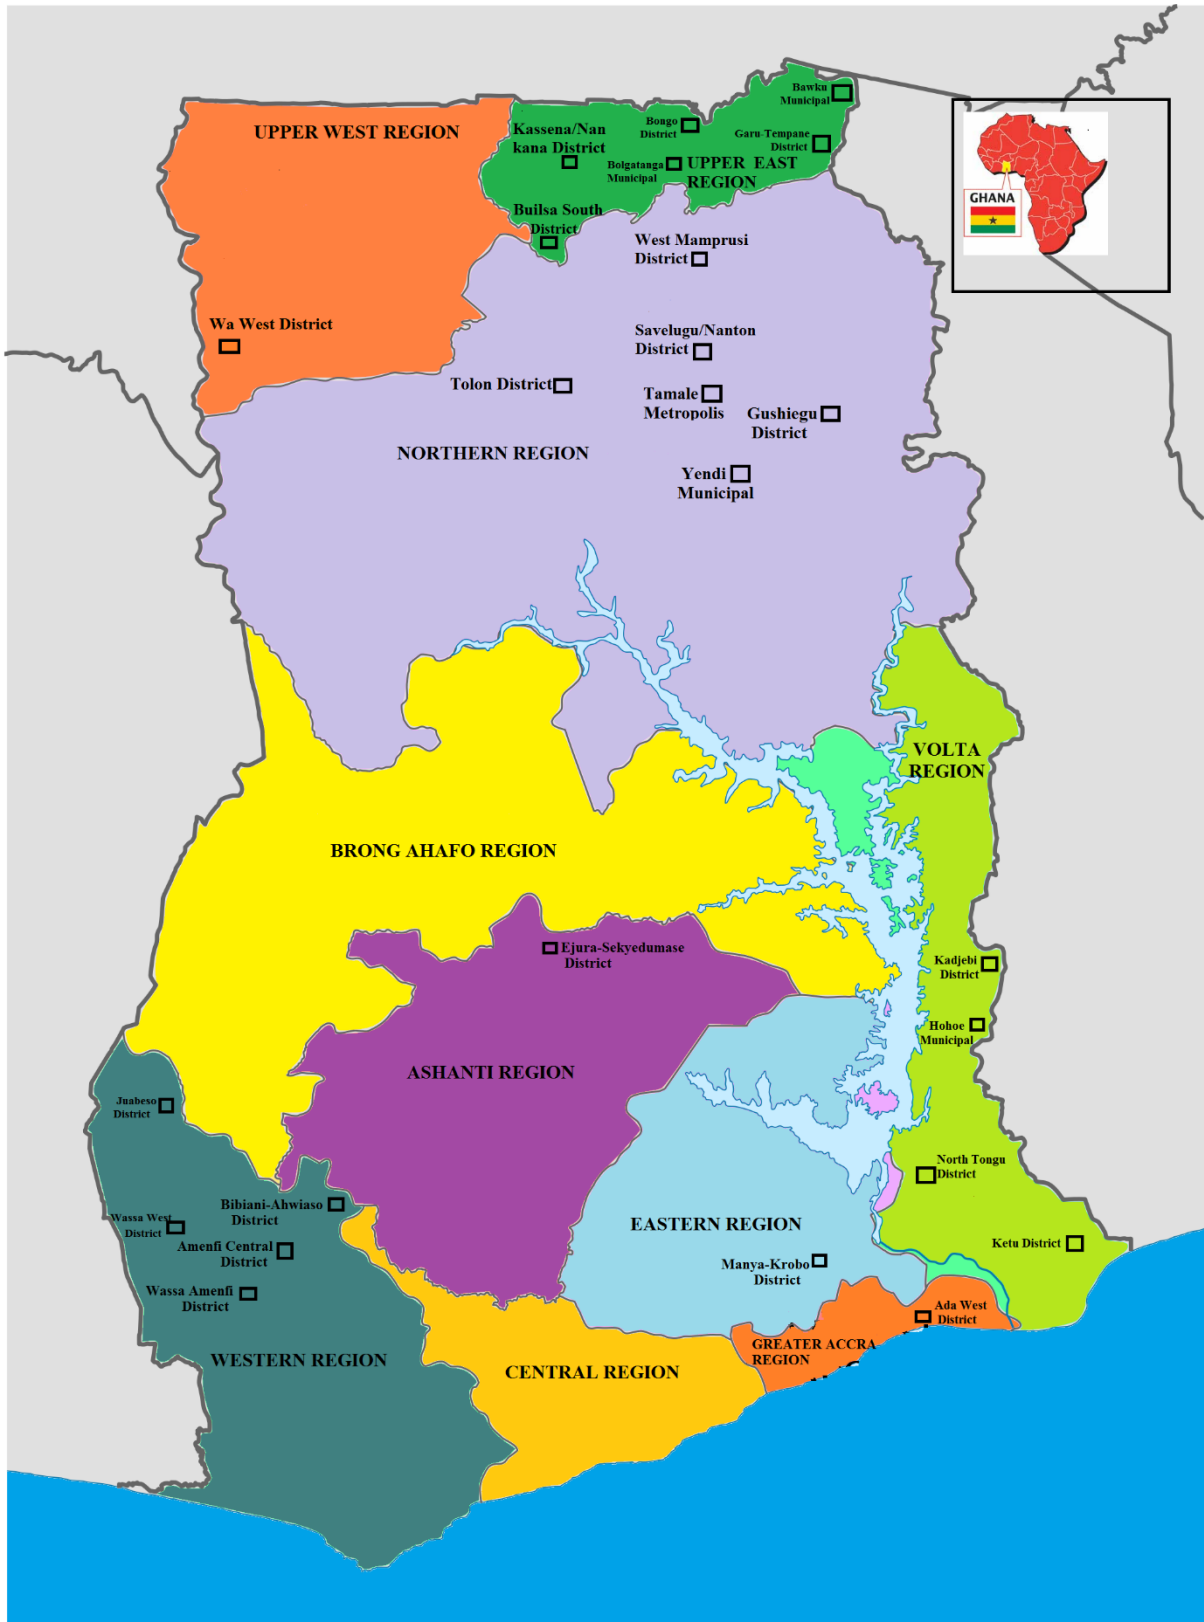 Bawku
Municipal
UPPER WEST REGION
Kassena/Nan
kana District
Bongo
District
Garu-Tempane
District
Bolgatanga
Municipal
UPPER EAST
REGION
GHANA
Builsa South
District
West Mamprusi
District
Wa West District
Savelugu/Nanton
District
Tolon District
Tamale
Metropolis
Gushiegu
District
NORTHERN REGION
Yendi
Municipal
VOLTA
REGION
BRONG AHAFO REGION
Ejura-Sekyedumase
District
Kadjebi
District
Hohoe
Municipal
ASHANTI REGION
Juabeso
District
North Tongu
District
Bibiani-Ahwiaso
District
Wassa West
District
EASTERN REGION
Amenfi Central
District
Ketu District
Manya-Krobo
District
Wassa Amenfi
District
Ada West
District
GREATER ACCRA
REGION
WESTERN REGION
CENTRAL REGION